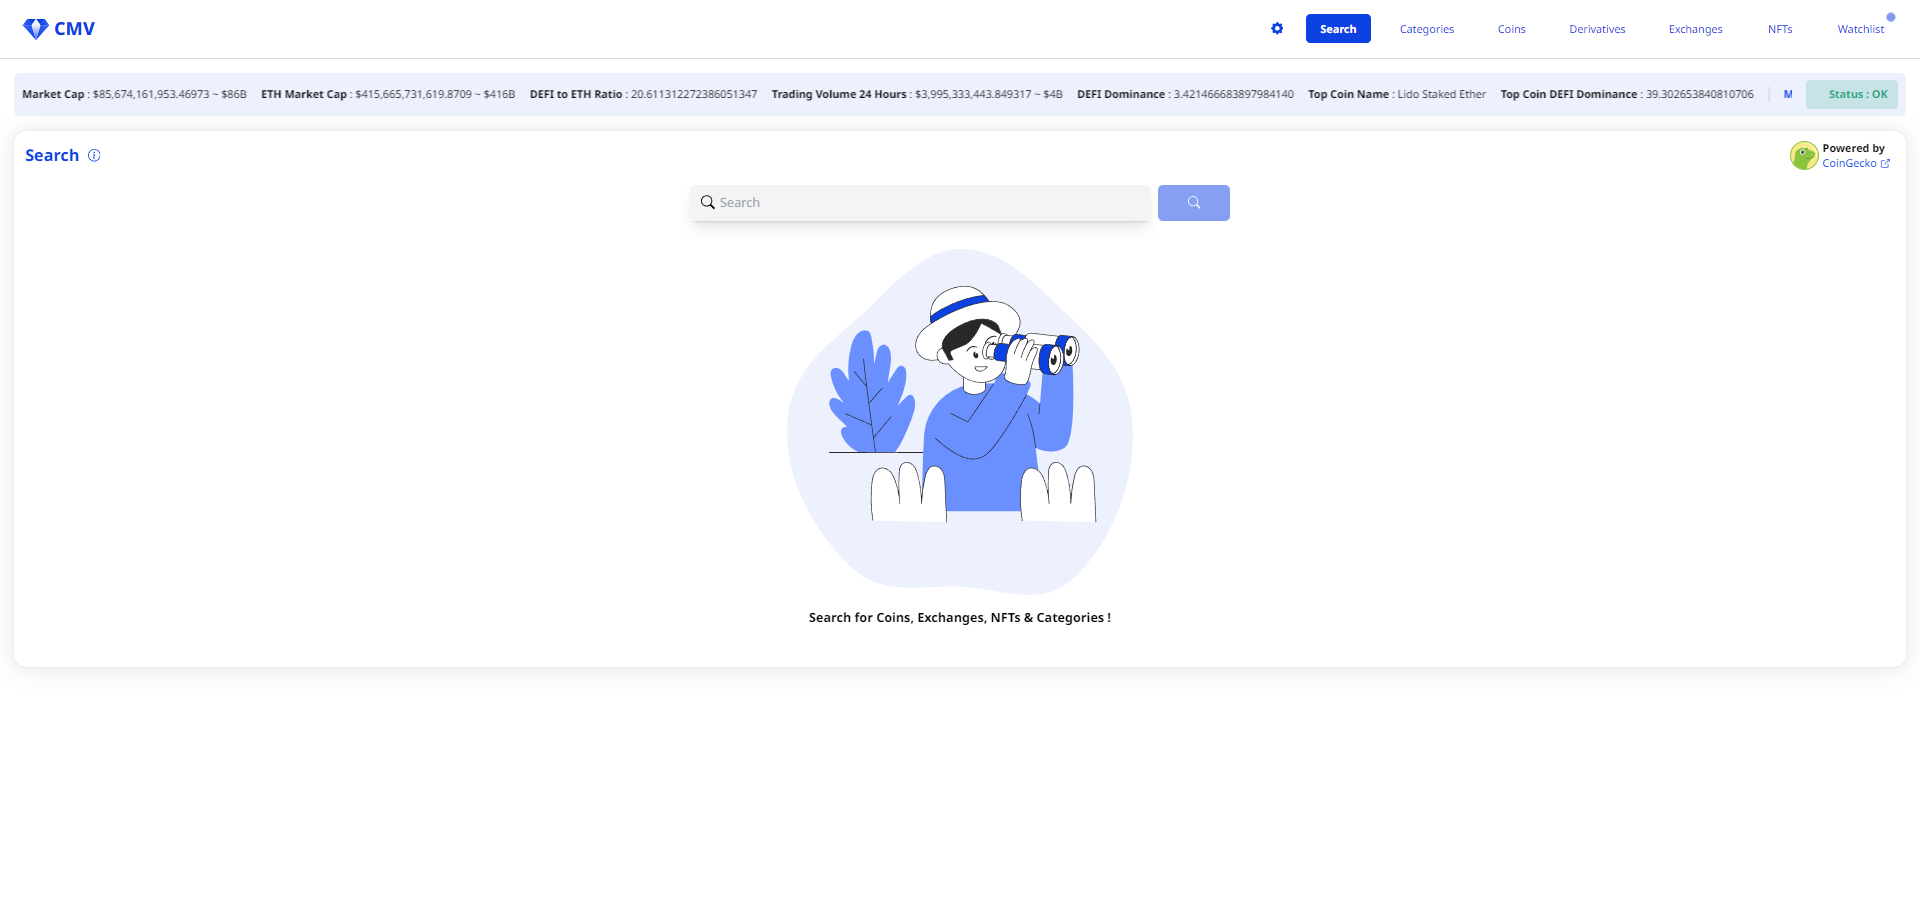 CMV
Search
Categories
Coins
Derivatives
Exchanges
NFTs
Watchlist
Market Cap : $85,674,161,953.46973 ~ $86B ETH Market Cap : $415,665,731,619.8709 ~ $416B DEFI to ETH Ratio : 20.611312272386051347 Trading Volume 24 Hours : $3,995,333,443.849317 ~ $4B DEFI Dominance : 3.421466683897984140 Top Coin Name : Lido Staked Ether Top Coin DEFI Dominance : 39.302653840810706 M
Status : OK
Search
Powered by
CoinGecko
Search
Search for Coins, Exchanges, NFTs & Categories !